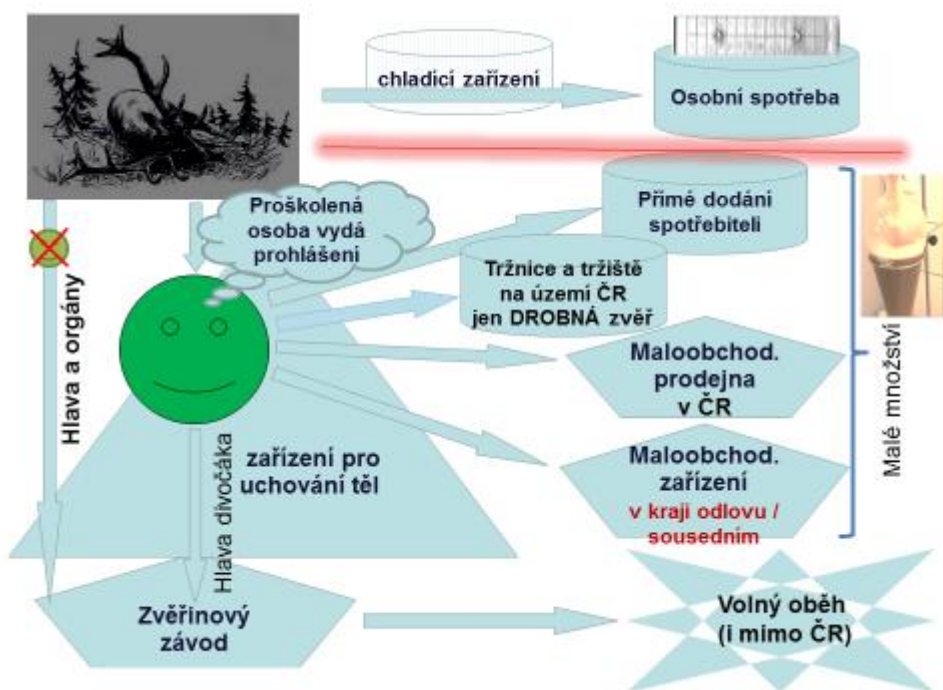 chladicí zařízení
Osobní spotřeba
Proškolená
osoba vydá
prohlášení
Přímé dodání
spotřebiteli
Tržnice a tržiště
na území ČR
jen DROBNÁ zvěř
Maloobchod.
prodejna
v ČR
Maloobchod.
zařízení
v kraji odlovu /
sousedním
Malé množství
Hlava a orgány
zařízení pro
uchování těl
Hlava divočáka
Zvěřinový
závod
Volný oběh
(i mimo ČR)